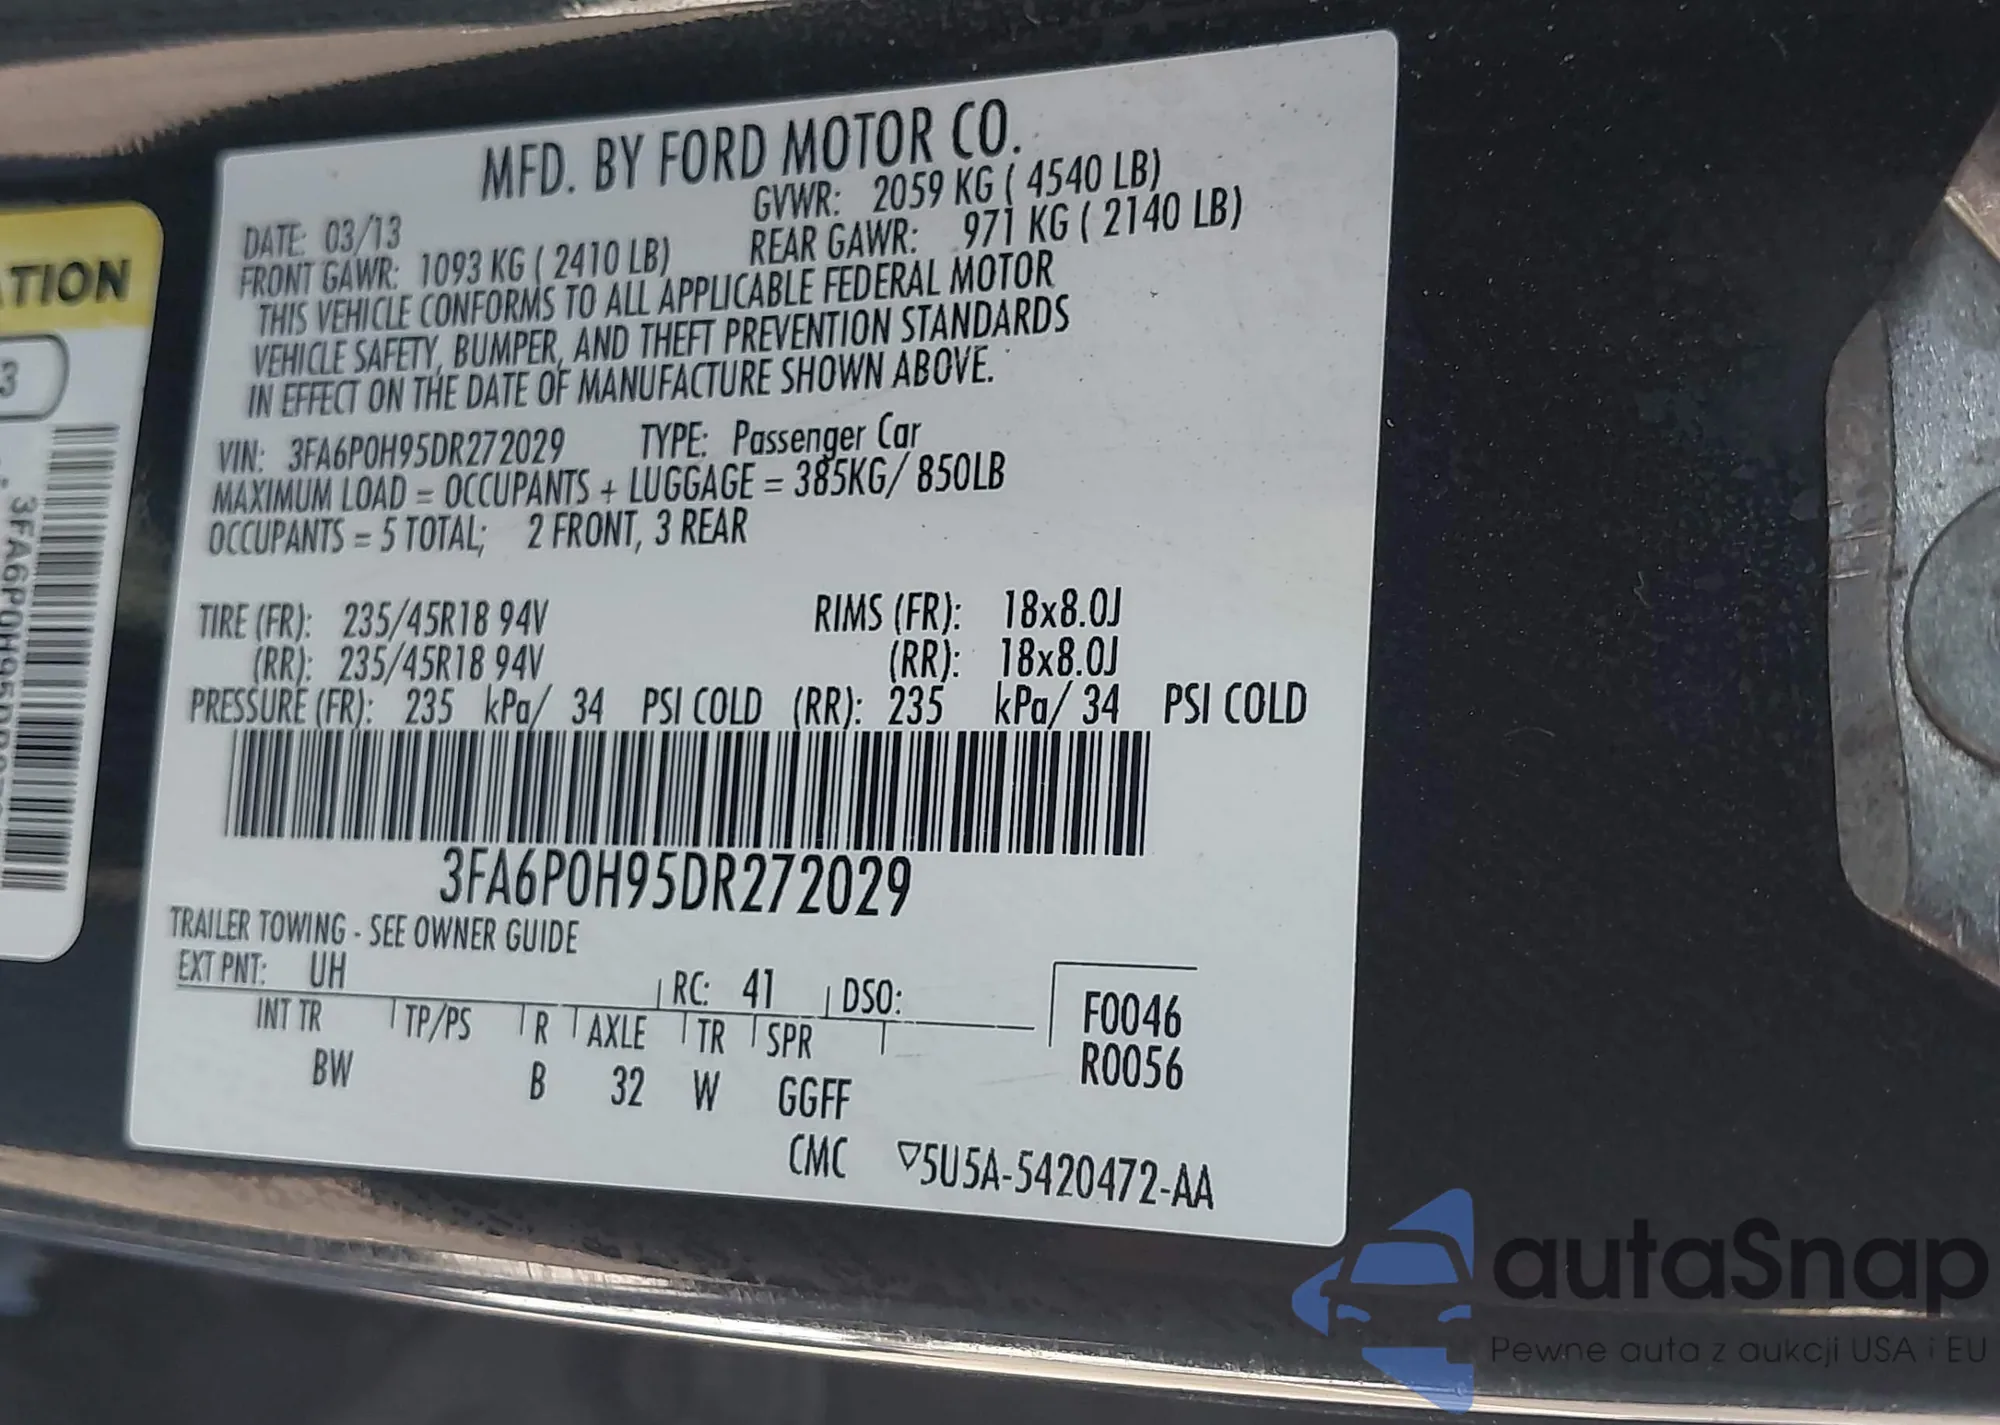 MFD. BY FORD MOTOR CO.
DATE: 03/13 GVWR: 2059 KG ( 4540 LB)
FRONT GAWR: 1093 KG ( 2410 LB) REAR GAWR: 971 KG ( 2140 LB)
THIS VEHICLE CONFORMS TO ALL APPLICABLE FEDERAL MOTOR
VEHICLE SAFETY, BUMPER, AND THEFT PREVENTION STANDARDS
IN EFFECT ON THE DATE OF MANUFACTURE SHOWN ABOVE.
VIN: 3FA6P0H95DR272029 TYPE: Passenger Car
MAXIMUM LOAD = OCCUPANTS + LUGGAGE = 385KG/ 850LB
OCCUPANTS = 5 TOTAL; 2 FRONT, 3 REAR
TIRE (FR): 235/45R18 94V RIMS (FR): 18x8.0J
(RR): 235/45R18 94V (RR): 18x8.0J
PRESSURE (FR): 235 kPa/ 34 PSI COLD (RR): 235 kPa/ 34 PSI COLD
3FA6P0H95DR272029
TRAILER TOWING - SEE OWNER GUIDE
EXT PNT: UH RC: 41 DSO:
INT TR TP/PS R AXLE TR SPR F0046
BW B 32 W GGFF R0056
CMC ▽5U5A-5420472-AA
ATION
3
autaSnap
Pewne auta z aukcji USA i EU